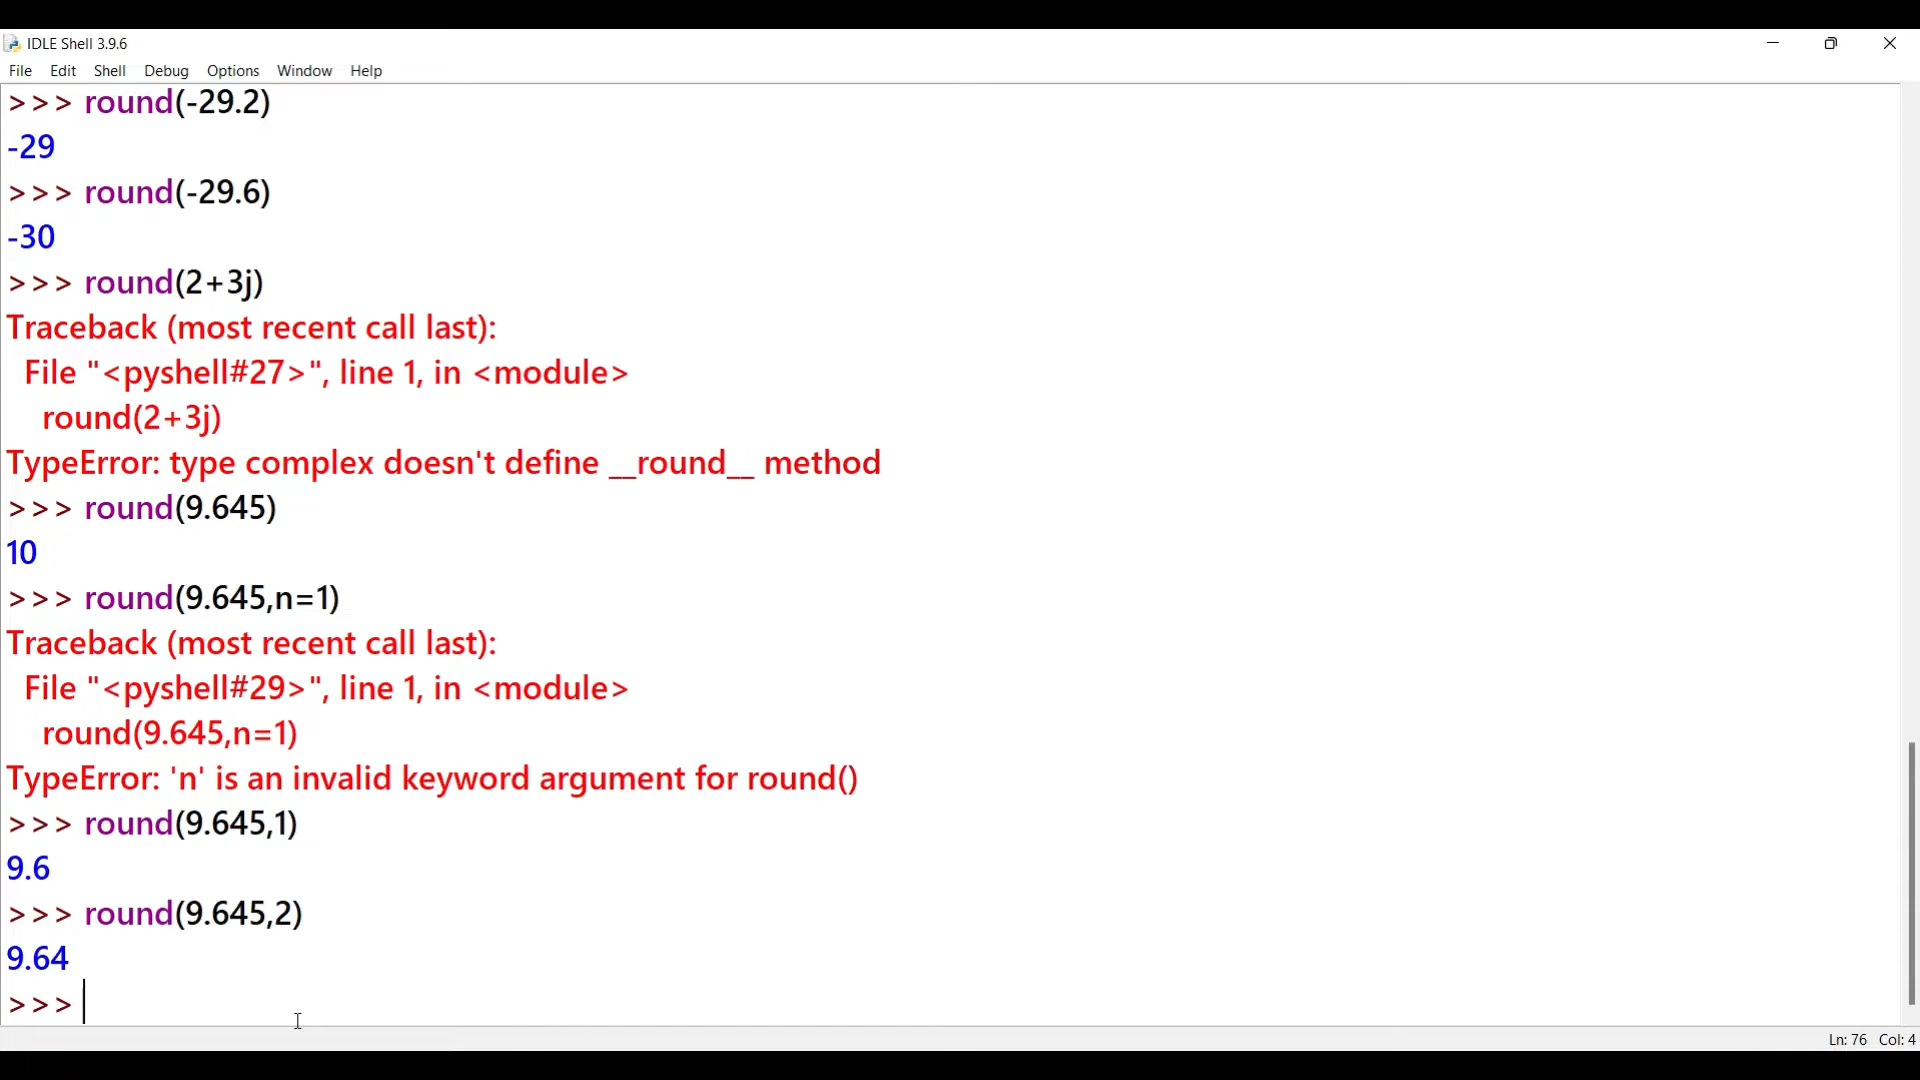 IDLE Shell 3.9.6
File Edit Shell Debug Options Window Help
>>> round(-29.2)
-29
>>> round(-29.6)
-30
>>> round(2+3j)
Traceback (most recent call last):
  File "<pyshell#27>", line 1, in <module>
    round(2+3j)
TypeError: type complex doesn't define __round__ method
>>> round(9.645)
10
>>> round(9.645,n=1)
Traceback (most recent call last):
  File "<pyshell#29>", line 1, in <module>
    round(9.645,n=1)
TypeError: 'n' is an invalid keyword argument for round()
>>> round(9.645,1)
9.6
>>> round(9.645,2)
9.64
>>>
Ln: 76 Col: 4